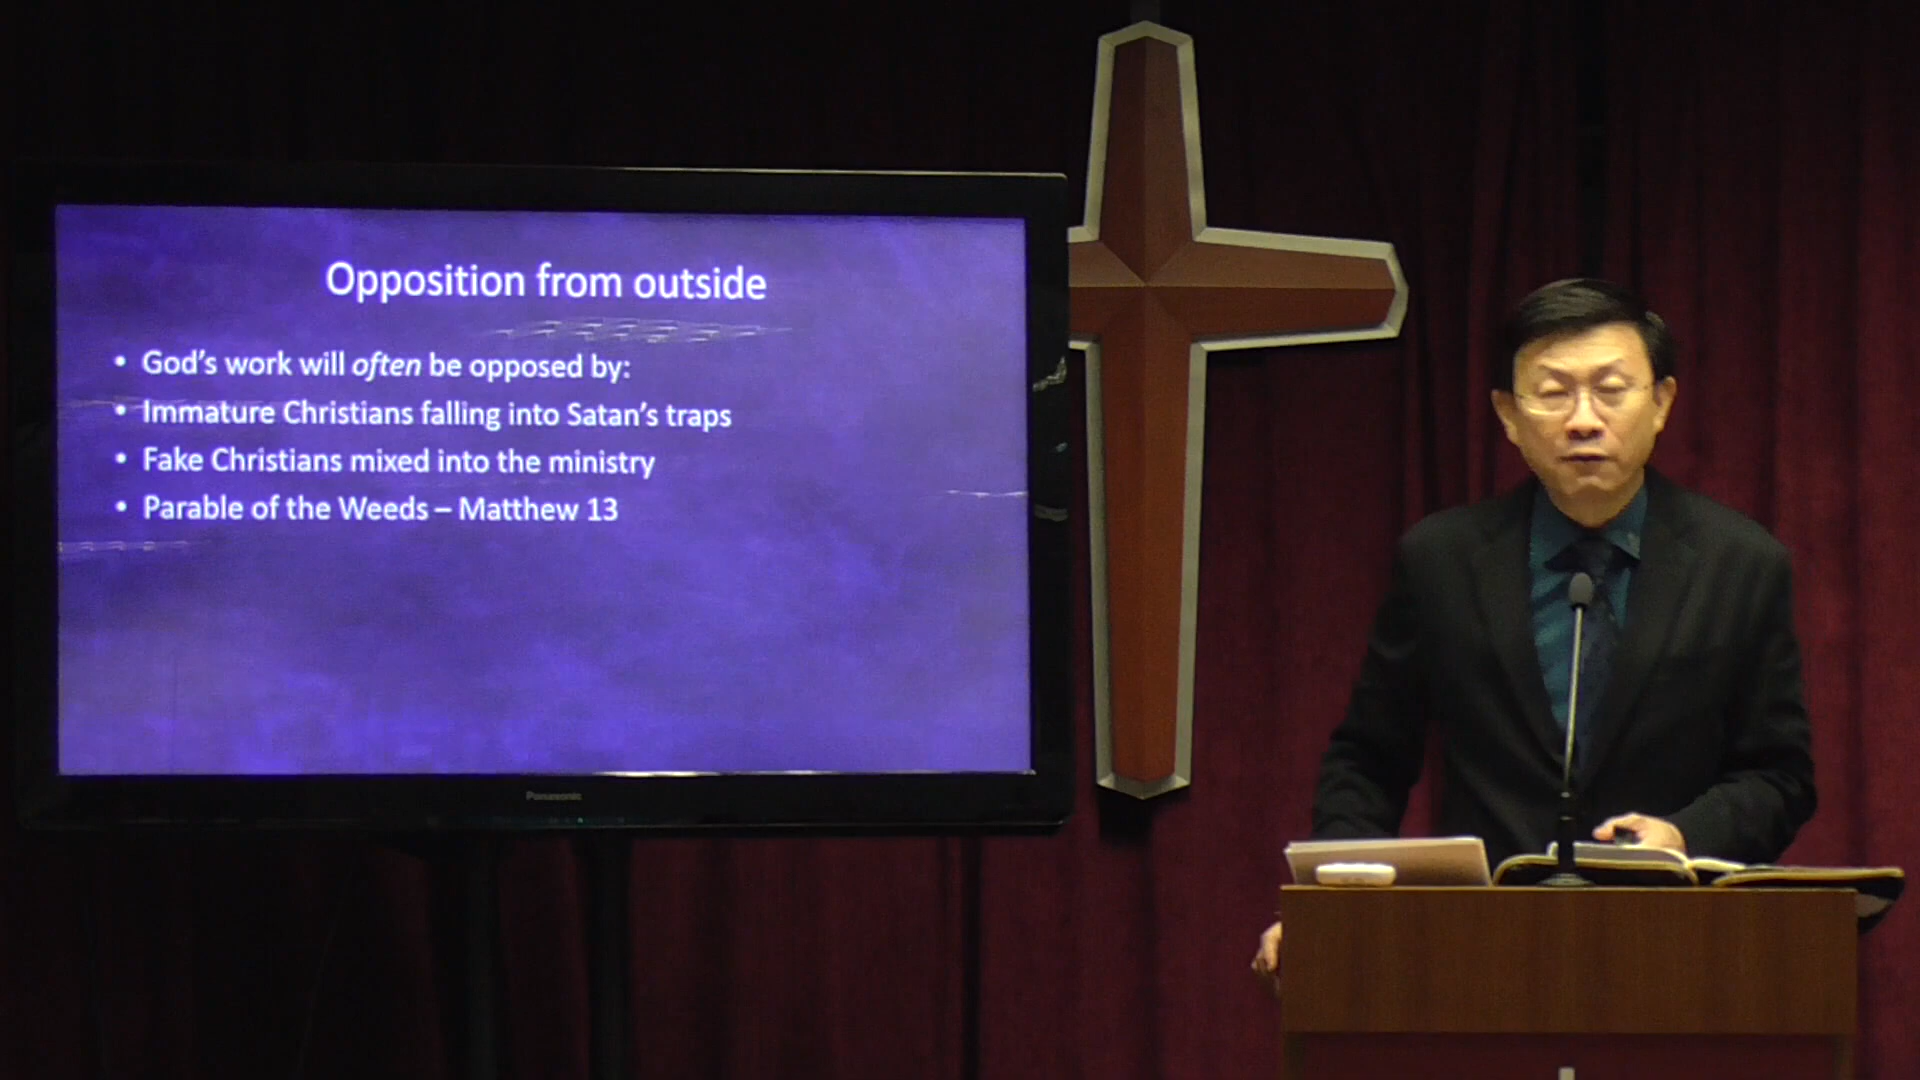 Opposition from outside
• God's work will often be opposed by:
• Immature Christians falling into Satan's traps
• Fake Christians mixed into the ministry
• Parable of the Weeds – Matthew 13
Panasonic